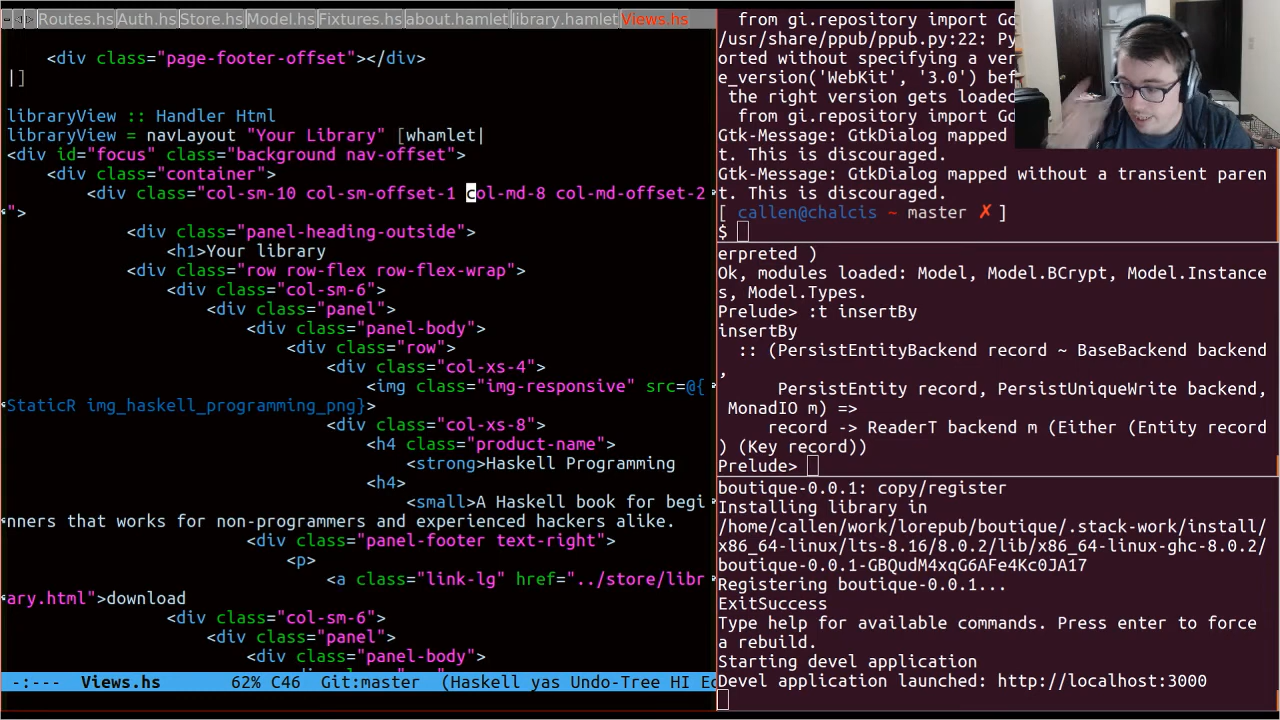 Routes.hs Auth.hs Store.hs Model.hs Fixtures.hs about.hamlet library.hamlet Views.hs
<div class="page-footer-offset"></div>
|]
libraryView :: Handler Html
libraryView = navLayout "Your Library" [whamlet|
<div id="focus" class="background nav-offset">
<div class="container">
<div class="col-sm-10 col-sm-offset-1 col-md-8 col-md-offset-2
">
<div class="panel-heading-outside">
<h1>Your library
<div class="row row-flex row-flex-wrap">
<div class="col-sm-6">
<div class="panel">
<div class="panel-body">
<div class="row">
<div class="col-xs-4">
<img class="img-responsive" src=@{
StaticR img_haskell_programming_png}>
<div class="col-xs-8">
<h4 class="product-name">
<strong>Haskell Programming
<h4>
<small>A Haskell book for begi
nners that works for non-programmers and experienced hackers alike.
<div class="panel-footer text-right">
<p>
<a class="link-lg" href="../store/libr
ary.html">download
<div class="col-sm-6">
<div class="panel">
<div class="panel-body">
-:--- Views.hs 62% C46 Git:master (Haskell yas Undo-Tree HI Ec
from gi.repository import Gd
/usr/share/ppub/ppub.py:22: Py
orted without specifying a ver
e_version('WebKit', '3.0') bef
the right version gets loaded
from gi.repository import Gd
Gtk-Message: GtkDialog mapped
t. This is discouraged.
Gtk-Message: GtkDialog mapped without a transient paren
t. This is discouraged.
[ callen@chalcis ~ master ✗ ]
$
erpreted )
Ok, modules loaded: Model, Model.BCrypt, Model.Instance
s, Model.Types.
Prelude> :t insertBy
insertBy
:: (PersistEntityBackend record ~ BaseBackend backend
,
PersistEntity record, PersistUniqueWrite backend,
MonadIO m) =>
record -> ReaderT backend m (Either (Entity record
) (Key record))
Prelude>
boutique-0.0.1: copy/register
Installing library in
/home/callen/work/lorepub/boutique/.stack-work/install/
x86_64-linux/lts-8.16/8.0.2/lib/x86_64-linux-ghc-8.0.2/
boutique-0.0.1-GBQudM4xqG6AFe4Kc0JA17
Registering boutique-0.0.1...
ExitSuccess
Type help for available commands. Press enter to force
a rebuild.
Starting devel application
Devel application launched: http://localhost:3000